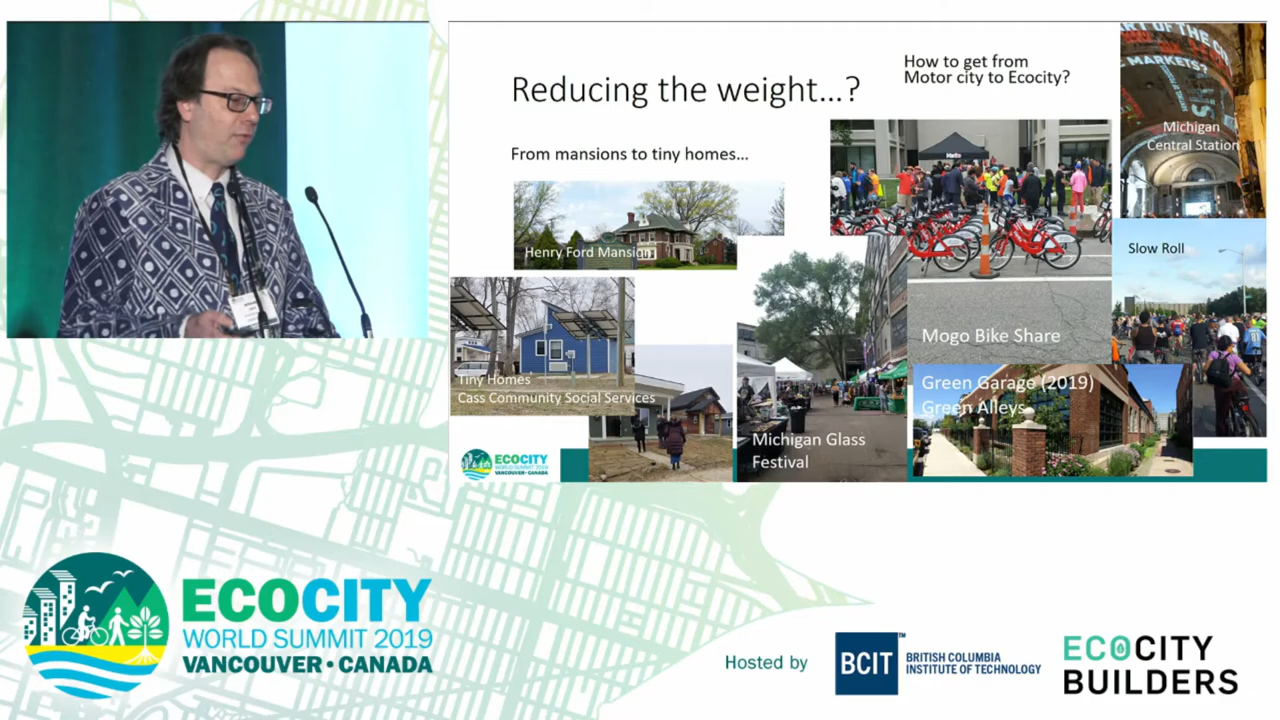 Reducing the weight...?
From mansions to tiny homes...
How to get from
Motor city to Ecocity?
MARKETS?
Michigan
Central Station
Henry Ford Mansion
Slow Roll
Mogo Bike Share
Tiny Homes
Cass Community Social Services
Green Garage (2019)
Green Alleys
Michigan Glass
Festival
ECOCITY
WORLD SUMMIT 2019
VANCOUVER • CANADA
ECOCITY
WORLD SUMMIT 2019
VANCOUVER • CANADA
Hosted by
BCIT
TM
BRITISH COLUMBIA
INSTITUTE OF TECHNOLOGY
ECOCITY
BUILDERS